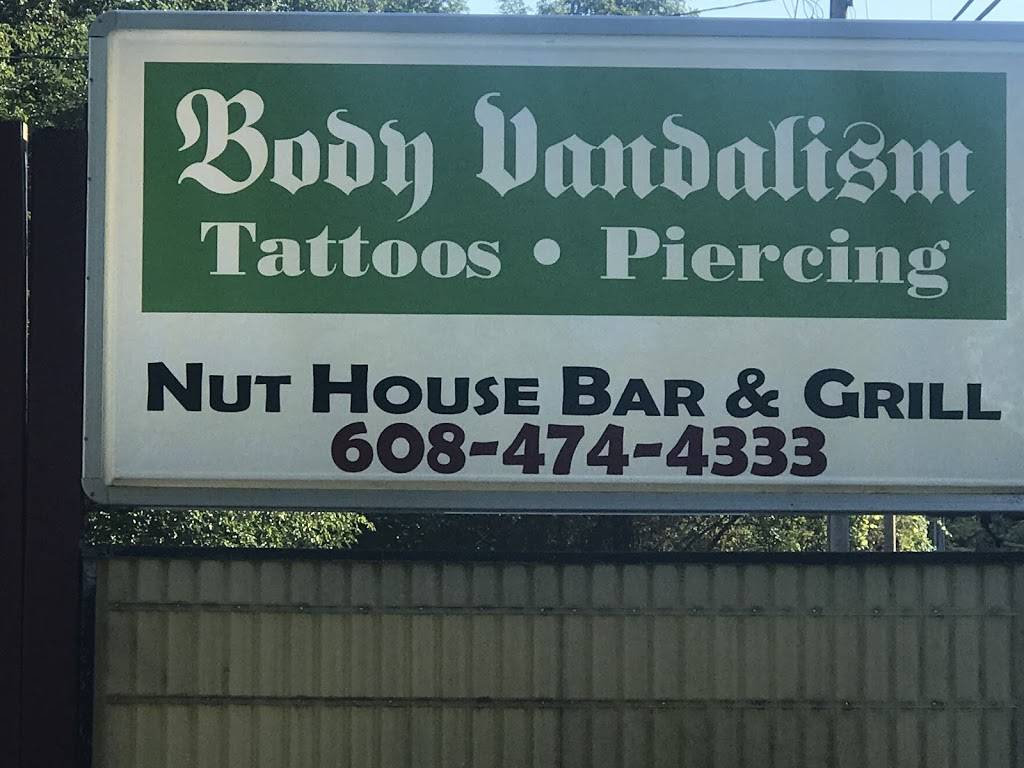 Body Vandalism
Tattoos • Piercing
NUT HOUSE BAR & GRILL
608-474-4333